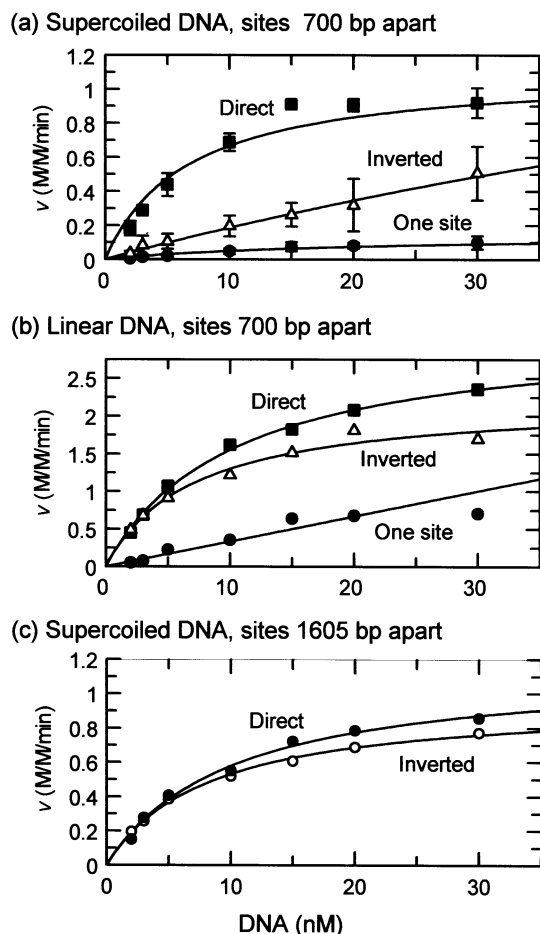 (a) Supercoiled DNA, sites 700 bp apart
1.2
1
0.8
0.6
0.4
0.2
0
v (M/M/min)
Direct
Inverted
One site
0 10 20 30
(b) Linear DNA, sites 700 bp apart
2.5
2
1.5
1
0.5
0
v (M/M/min)
Direct
Inverted
One site
0 10 20 30
(c) Supercoiled DNA, sites 1605 bp apart
1.2
1
0.8
0.6
0.4
0.2
0
v (M/M/min)
Direct
Inverted
0 10 20 30
DNA (nM)